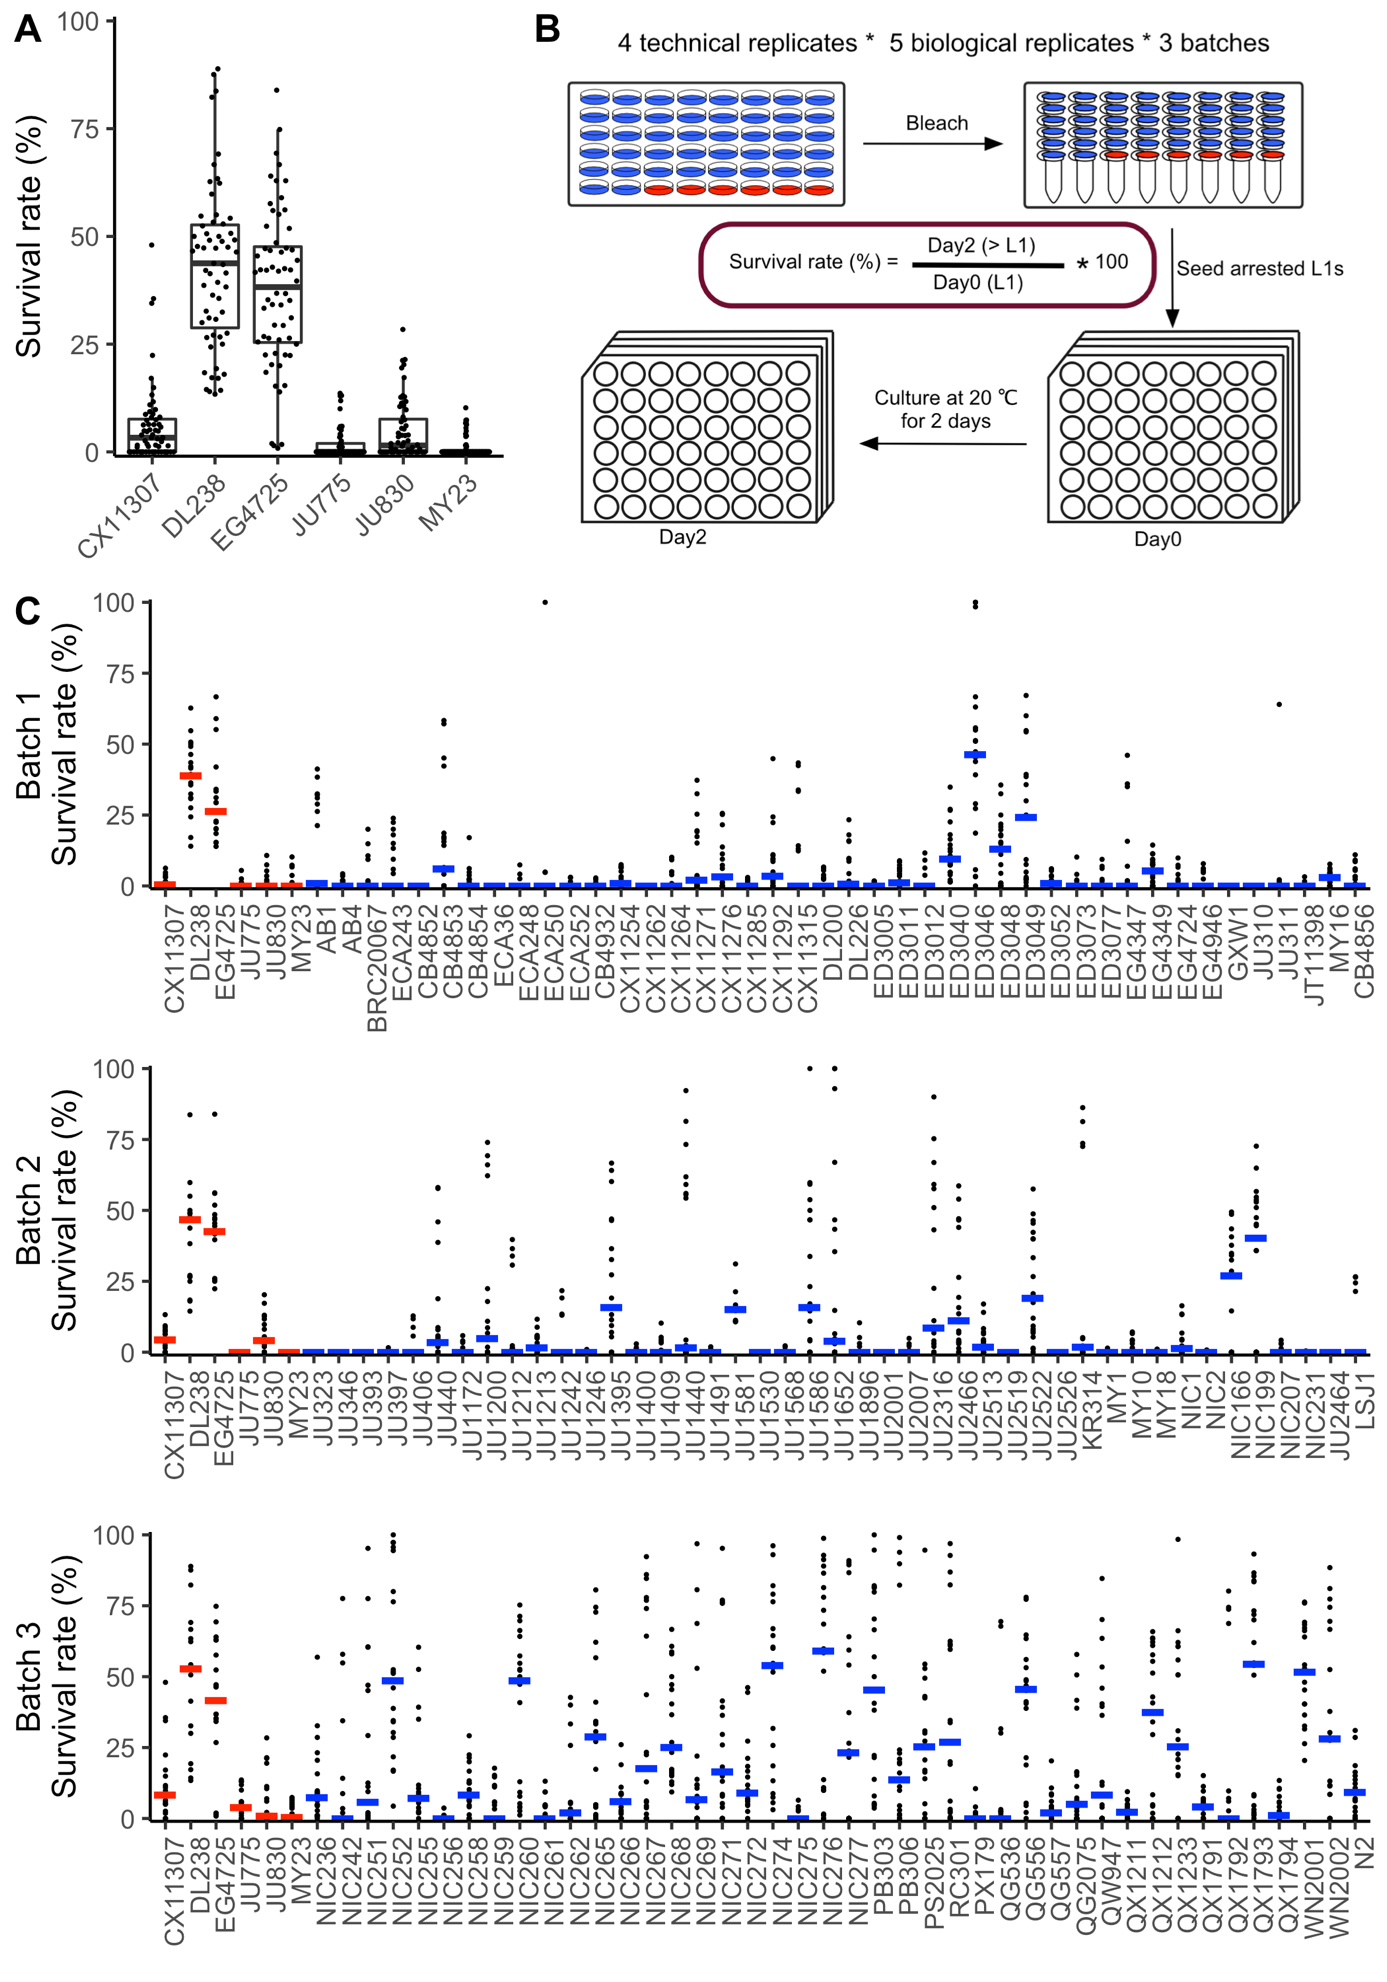 A
Survival rate (%)
100
75
50
25
0
CX11307
DL238
EG4725
JU775
JU830
MY23
B
4 technical replicates * 5 biological replicates * 3 batches
Bleach
Survival rate (%) =
Day2 (> L1)
Day0 (L1)
* 100
Seed arrested L1s
Culture at 20 ℃
for 2 days
Day2
Day0
C
Batch 1
Survival rate (%)
100
75
50
25
0
CX11307
DL238
EG4725
JU775
JU830
MY23
AB1
AB4
BRC20067
ECA243
CB4852
CB4853
CB4854
ECA36
ECA248
ECA250
ECA252
CB4932
CX11254
CX11262
CX11264
CX11271
CX11276
CX11285
CX11292
CX11315
DL200
DL226
ED3005
ED3011
ED3012
ED3040
ED3046
ED3048
ED3049
ED3052
ED3073
ED3077
EG4347
EG4349
EG4724
EG4946
GXW1
JU310
JU311
JT11398
MY16
CB4856
Batch 2
Survival rate (%)
100
75
50
25
0
CX11307
DL238
EG4725
JU775
JU830
MY23
JU323
JU346
JU393
JU397
JU406
JU440
JU1172
JU1200
JU1212
JU1213
JU1242
JU1246
JU1395
JU1400
JU1409
JU1440
JU1491
JU1581
JU1530
JU1568
JU1586
JU1652
JU1896
JU2001
JU2007
JU2316
JU2466
JU2513
JU2519
JU2522
JU2526
KR314
MY1
MY10
MY18
NIC1
NIC2
NIC166
NIC199
NIC207
NIC231
JU2464
LSJ1
Batch 3
Survival rate (%)
100
75
50
25
0
CX11307
DL238
EG4725
JU775
JU830
MY23
NIC236
NIC242
NIC251
NIC252
NIC255
NIC256
NIC258
NIC259
NIC260
NIC261
NIC262
NIC265
NIC266
NIC267
NIC268
NIC269
NIC271
NIC272
NIC274
NIC275
NIC276
NIC277
PB303
PB306
PS2025
RC301
PX179
QG536
QG556
QG557
QG2075
QW947
QX1211
QX1212
QX1233
QX1791
QX1792
QX1793
QX1794
WN2001
WN2002
N2